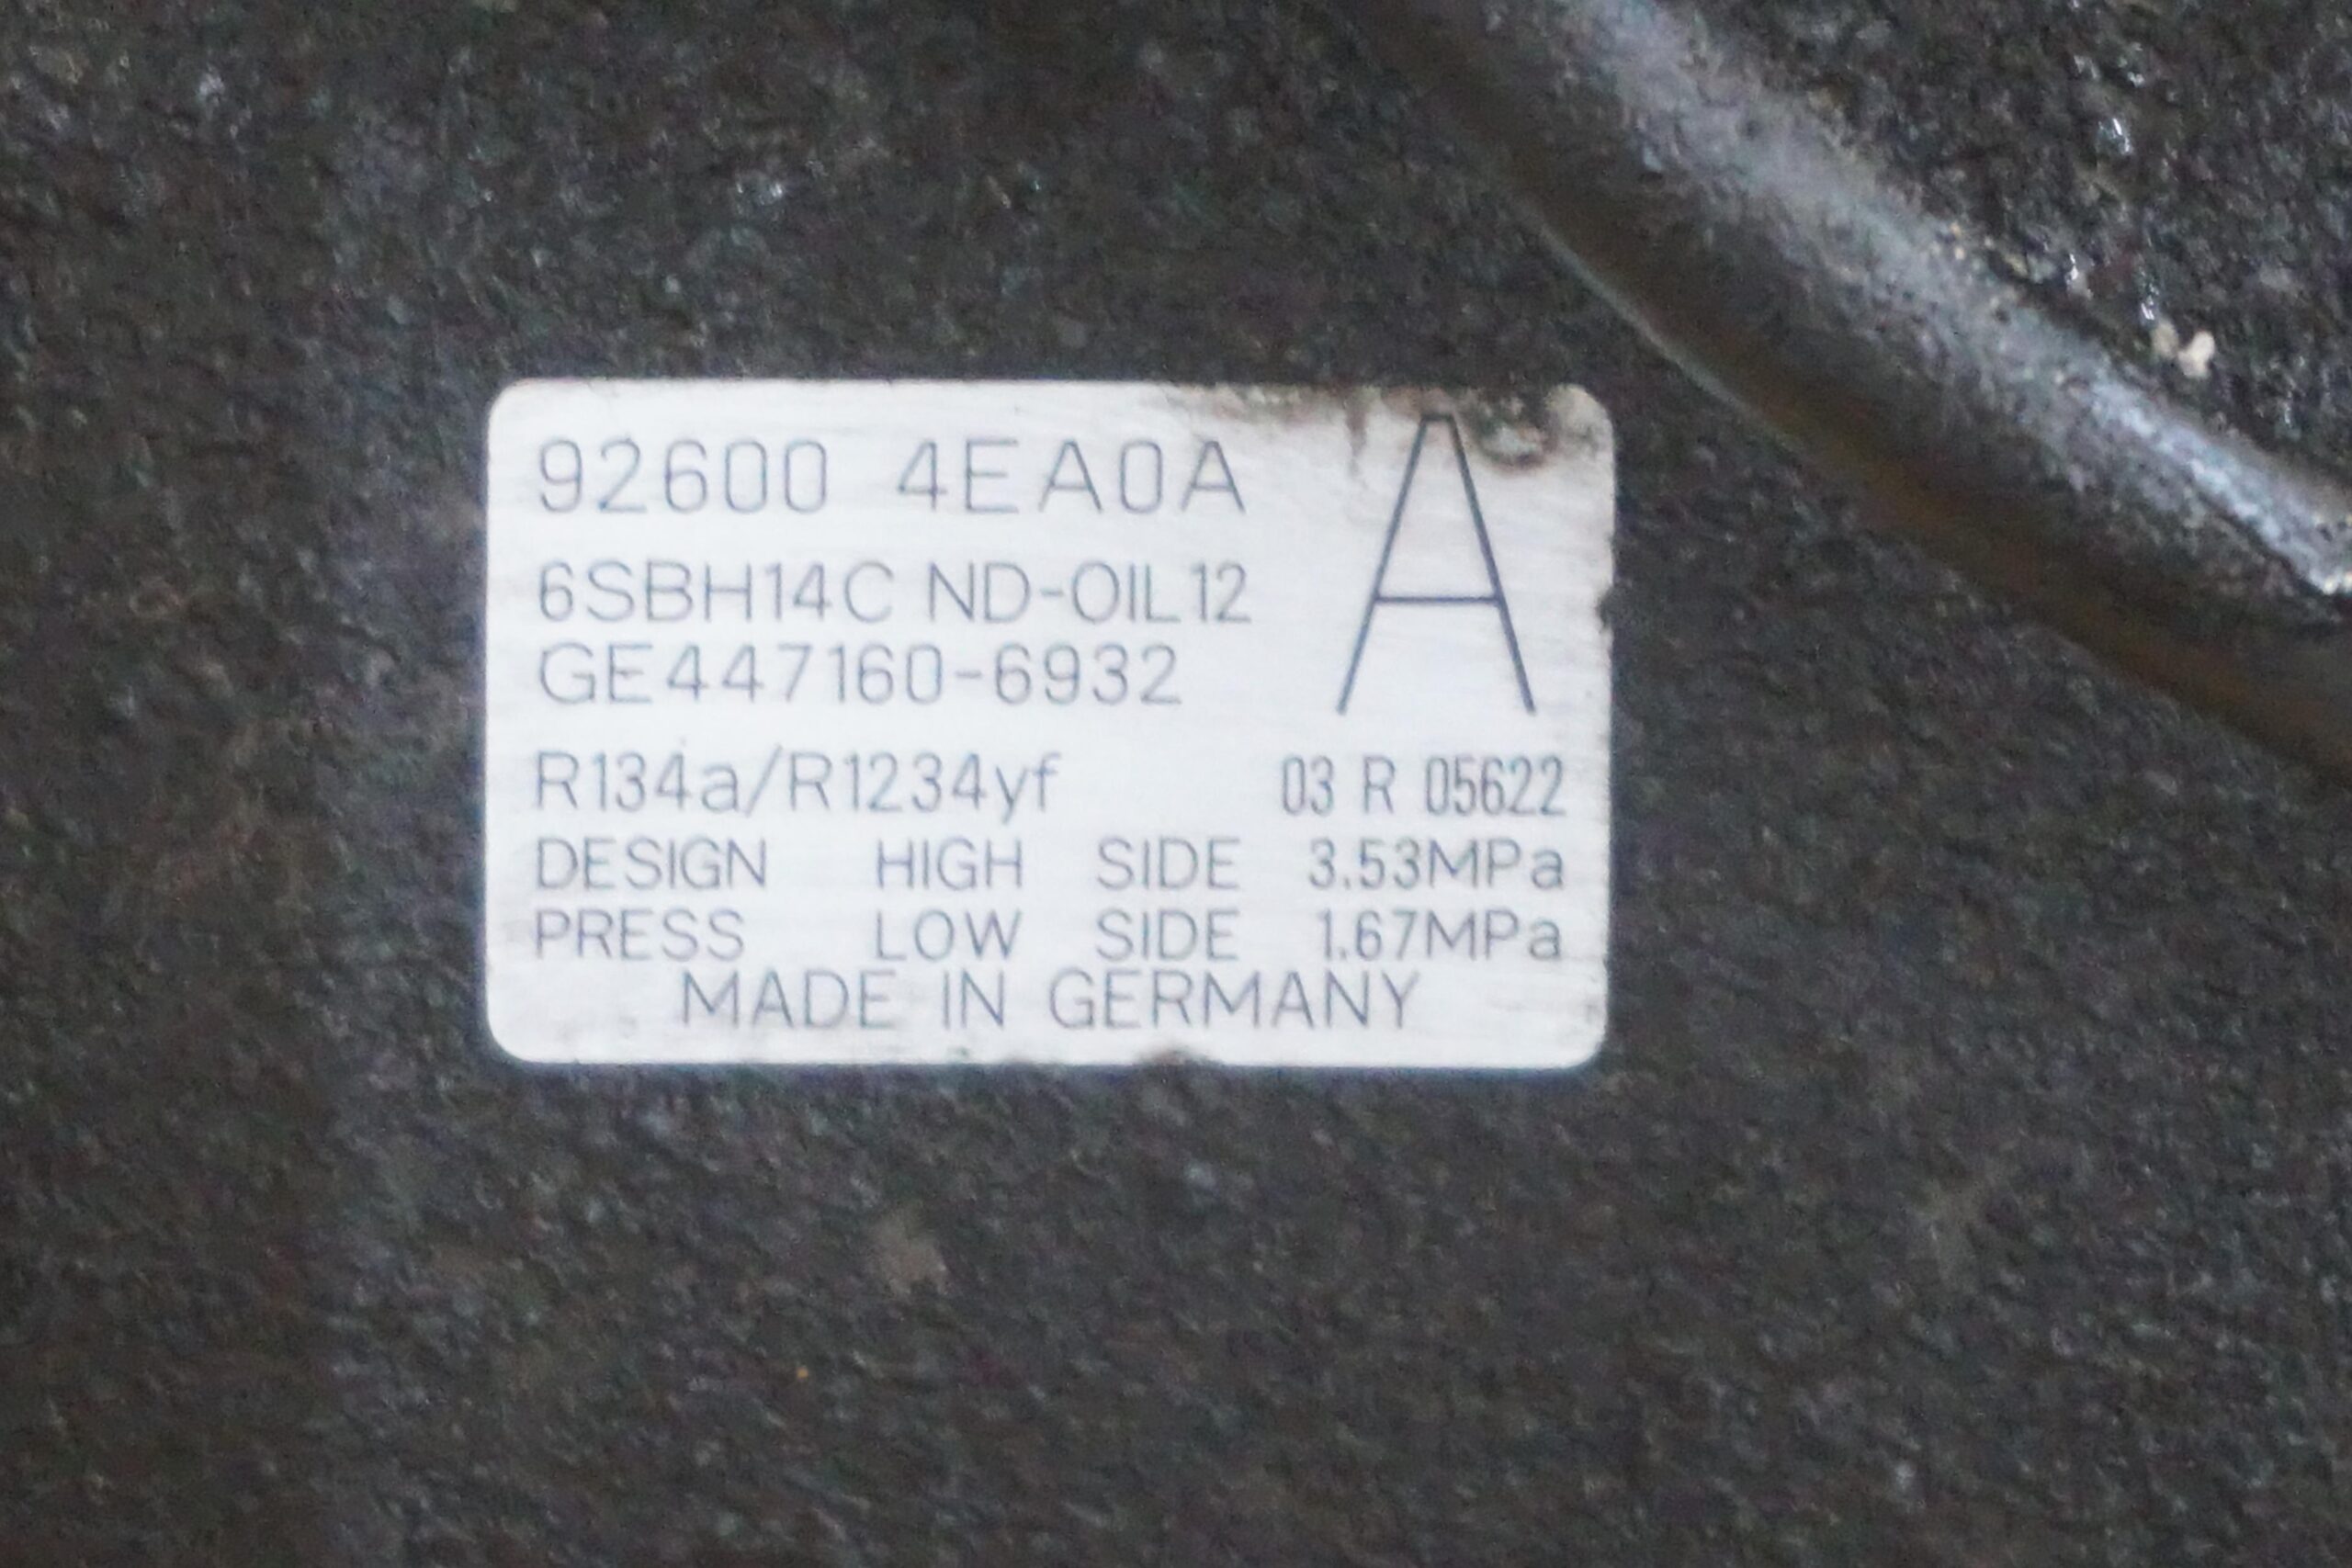 92600 4EA0A A
6SBH14C ND-OIL12
GE447160-6932
R134a/R1234yf 03 R 05622
DESIGN HIGH SIDE 3.53MPa
PRESS LOW SIDE 1.67MPa
MADE IN GERMANY